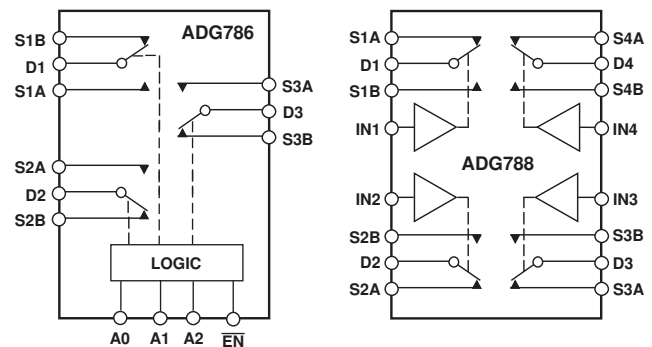 ADG786
S1B
D1
S1A
S3A
D3
S3B
S2A
D2
S2B
LOGIC
A0 A1 A2 EN
ADG788
S1A
D1
S1B
IN1
S4A
D4
S4B
IN4
IN2
S2B
D2
S2A
IN3
S3B
D3
S3A